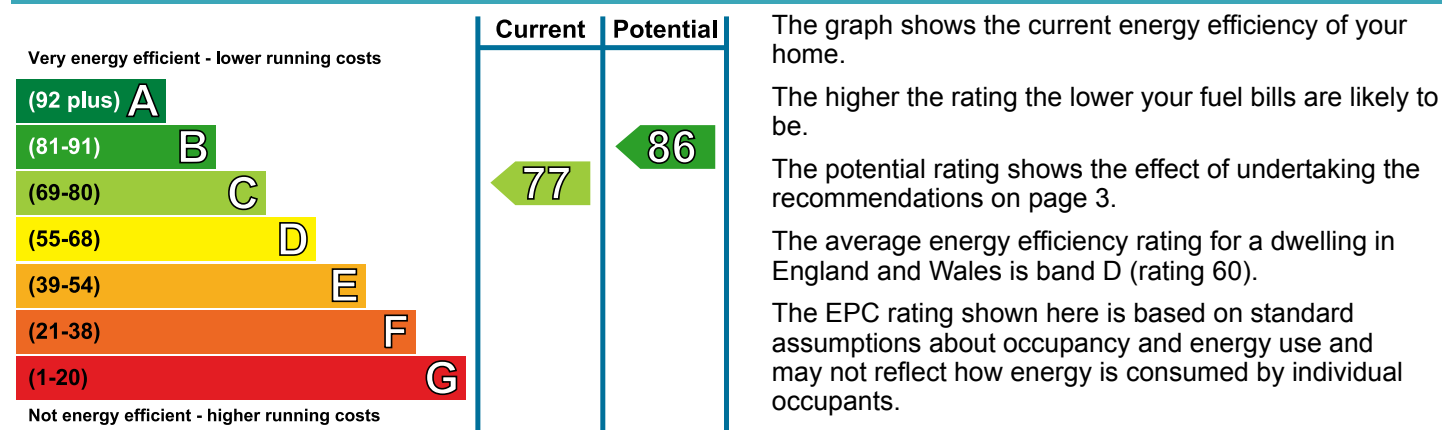 Current Potential
Very energy efficient - lower running costs
(92 plus) A
(81-91) B
(69-80) C
(55-68) D
(39-54) E
(21-38) F
(1-20) G
Not energy efficient - higher running costs
77
86
The graph shows the current energy efficiency of your
home.
The higher the rating the lower your fuel bills are likely to
be.
The potential rating shows the effect of undertaking the
recommendations on page 3.
The average energy efficiency rating for a dwelling in
England and Wales is band D (rating 60).
The EPC rating shown here is based on standard
assumptions about occupancy and energy use and
may not reflect how energy is consumed by individual
occupants.